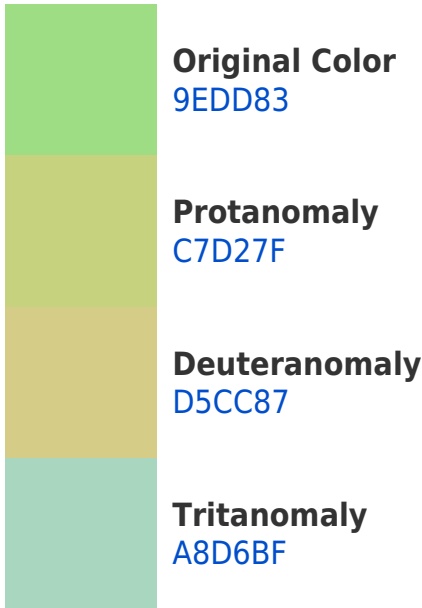 Original Color
9EDD83
Protanomaly
C7D27F
Deuteranomaly
D5CC87
Tritanomaly
A8D6BF